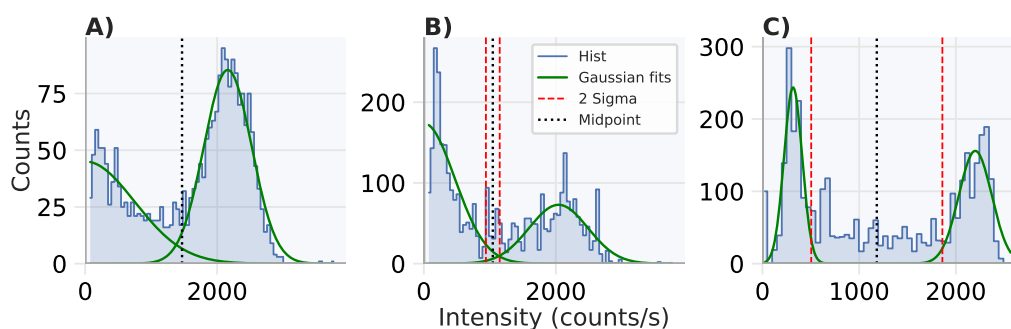 A)
B)
C)
Counts
75
50
25
0
0
2000
200
100
0
0
2000
Hist
Gaussian fits
2 Sigma
Midpoint
300
200
100
0
0
1000
2000
Intensity (counts/s)